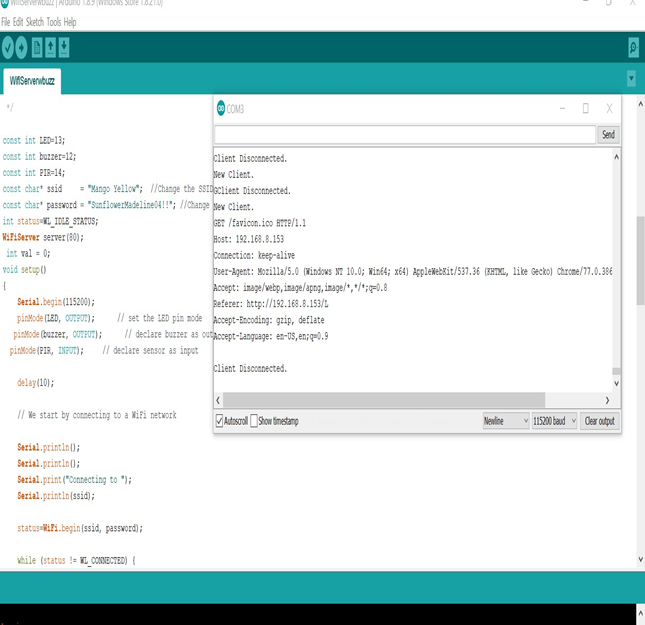 WifiServerwbuzz | Arduino 1.8.9 (Windows Store 1.8.21.0)
File Edit Sketch Tools Help
WifiServerwbuzz
*/
const int LED=13;
const int buzzer=12;
const int PIR=14;
const char* ssid = "Mango Yellow"; //Change the SSID
const char* password = "SunflowerMadeline04!!"; //Change
int status=WL_IDLE_STATUS;
WiFiServer server(80);
int val = 0;
void setup()
{
Serial.begin(115200);
pinMode(LED, OUTPUT); // set the LED pin mode
pinMode(buzzer, OUTPUT); // declare buzzer as out
pinMode(PIR, INPUT); // declare sensor as input
delay(10);
// We start by connecting to a WiFi network
Serial.println();
Serial.println();
Serial.print("Connecting to ");
Serial.println(ssid);
status=WiFi.begin(ssid, password);
while (status != WL_CONNECTED) {
COM3
Send
Client Disconnected.
New Client.
GClient Disconnected.
New Client.
GET /favicon.ico HTTP/1.1
Host: 192.168.8.153
Connection: keep-alive
User-Agent: Mozilla/5.0 (Windows NT 10.0; Win64; x64) AppleWebKit/537.36 (KHTML, like Gecko) Chrome/77.0.386
Accept: image/webp,image/apng,image/*,*/*;q=0.8
Referer: http://192.168.8.153/L
Accept-Encoding: gzip, deflate
Accept-Language: en-US,en;q=0.9
Client Disconnected.
Autoscroll Show timestamp Newline 115200 baud Clear output